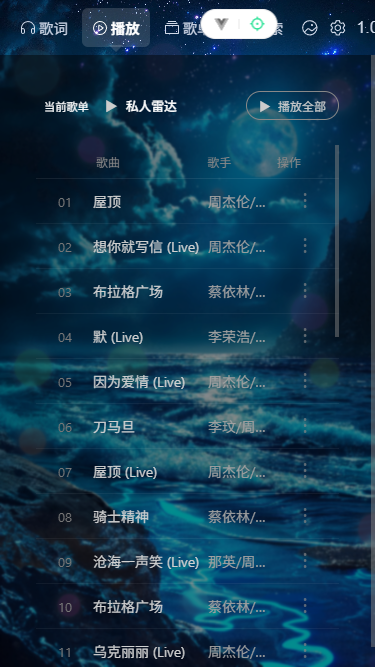 歌词 播放 歌单 索 1.0
当前歌单 ▶ 私人雷达 ▶ 播放全部
歌曲 歌手 操作
01 屋顶 周杰伦/...
02 想你就写信 (Live) 周杰伦/...
03 布拉格广场 蔡依林/...
04 默 (Live) 李荣浩/...
05 因为爱情 (Live) 周杰伦/...
06 刀马旦 李玟/周...
07 屋顶 (Live) 周杰伦/...
08 骑士精神 蔡依林/...
09 沧海一声笑 (Live) 那英/周...
10 布拉格广场 蔡依林/...
11 乌克丽丽 (Live) 周杰伦/...